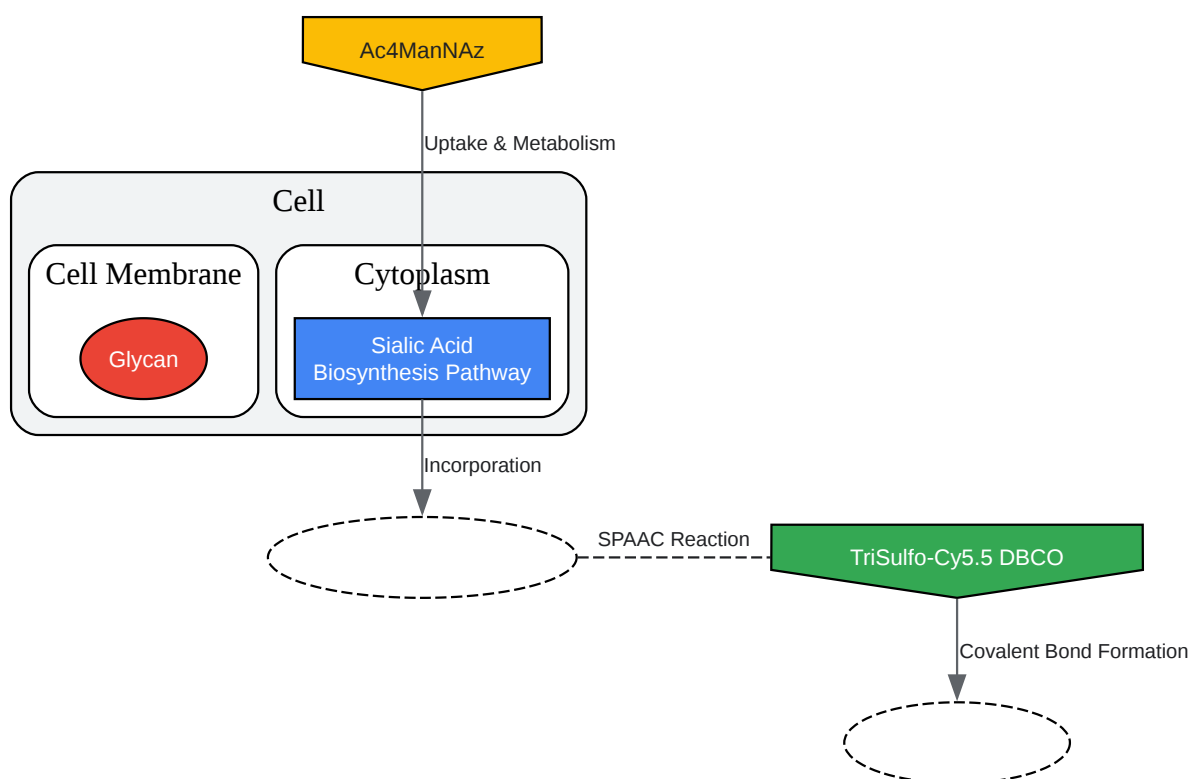 Ac4ManNAz
Uptake & Metabolism
Cell
Cell Membrane
Cytoplasm
Glycan
Sialic Acid
Biosynthesis Pathway
Incorporation
SPAAC Reaction
TriSulfo-Cy5.5 DBCO
Covalent Bond Formation